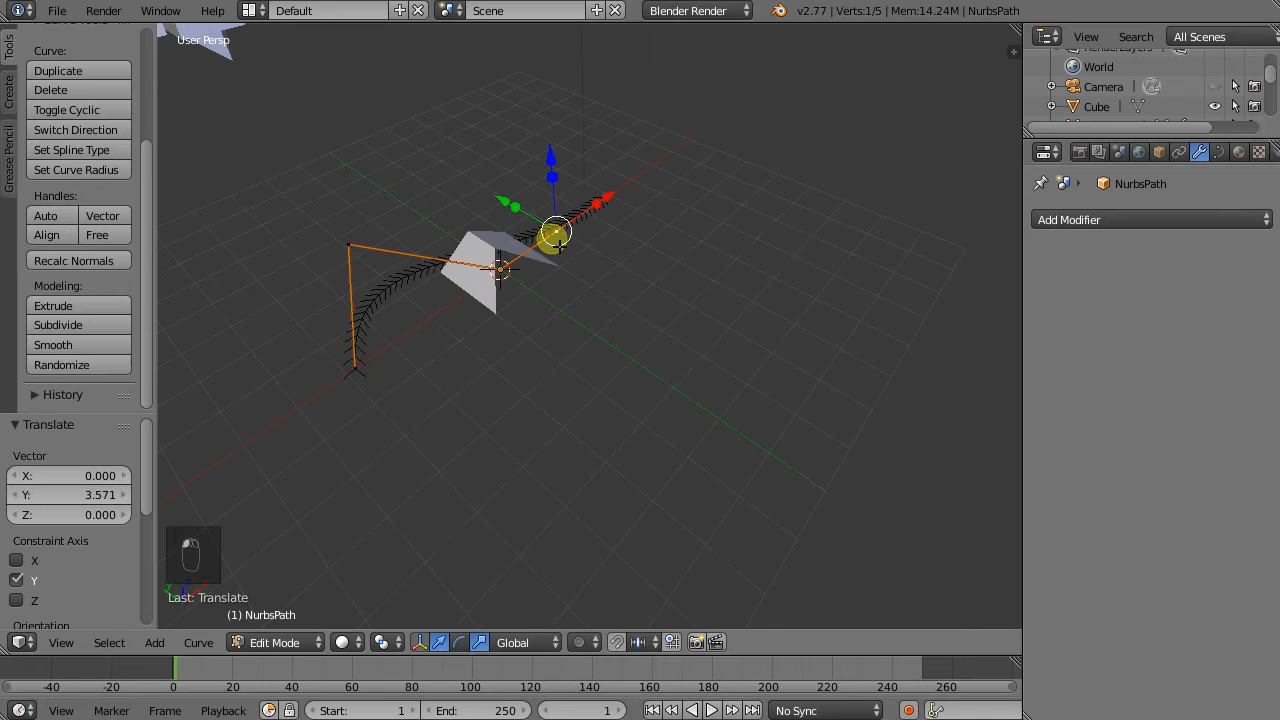 File Render Window Help Default Scene Blender Render v2.77 | Verts:1/5 | Mem:14.24M | NurbsPath
Tools
Create
Grease Pencil
Curve:
Duplicate
Delete
Toggle Cyclic
Switch Direction
Set Spline Type
Set Curve Radius
Handles:
Auto Vector
Align Free
Recalc Normals
Modeling:
Extrude
Subdivide
Smooth
Randomize
History
Translate
Vector
X: 0.000
Y: 3.571
Z: 0.000
Constraint Axis
X
Y
Z
Orientation
User Persp
Last: Translate
(1) NurbsPath
View Select Add Curve Edit Mode Global
-40 -20 0 20 40 60 80 100 120 140 160 180 200 220 240 260
View Marker Frame Playback Start: 1 End: 250 1 No Sync
View Search All Scenes
World
Camera
Cube
NurbsPath
Add Modifier